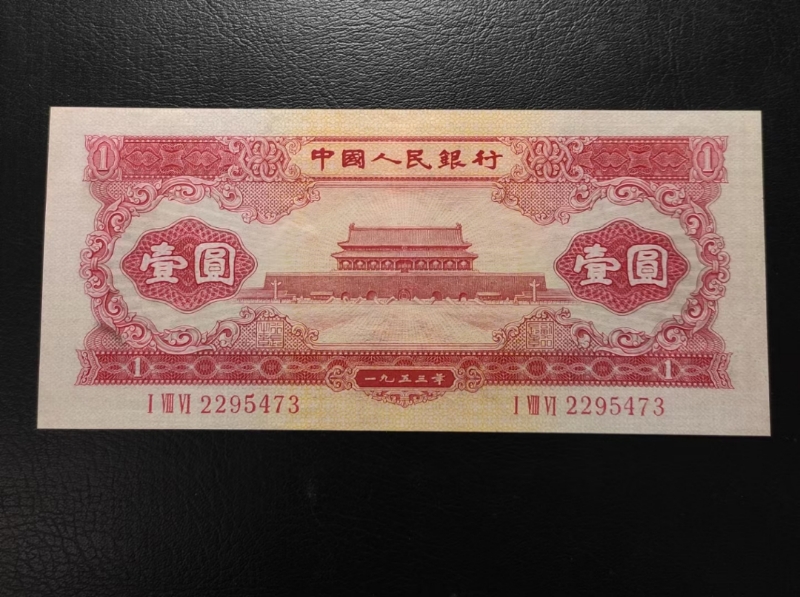 1 中國人民銀行 1
壹圓 壹圓
1 一九五三年 1
I VIII VI 2295473 I VIII VI 2295473